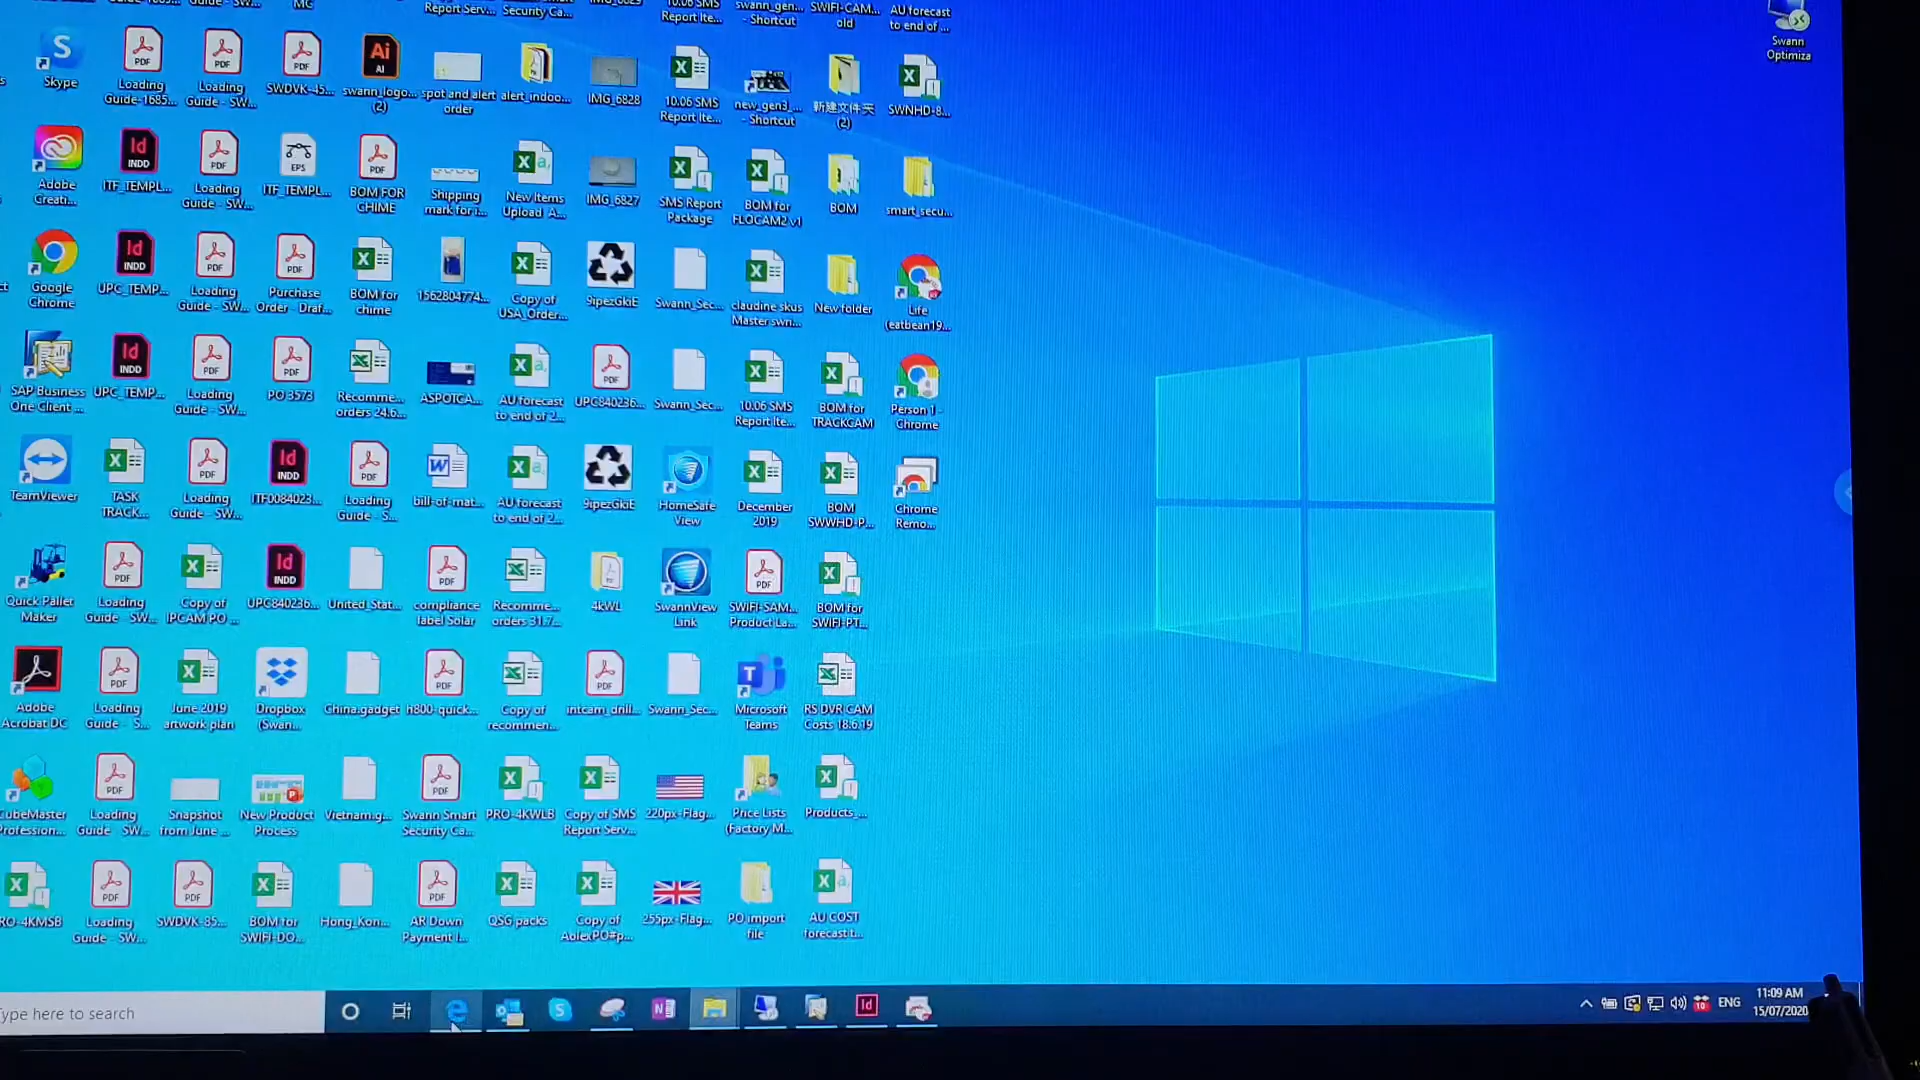 MC
Report Serv...
Security Ca...
Report Ite...
swann_gen...
- Shortcut
SWIFI-CAM...
old
AU forecast
to end of ...
Swann
Optimiza
Skype
Loading
Guide-1685...
Loading
Guide - SW...
SWDVK-45...
swann_logo...
(2)
spot and alert
order
alert_indoo...
IMG_6828
10.06 SMS
Report Ite...
new_gen3_...
- Shortcut
新建文件夹
(2)
SWNHD-8...
Adobe
Creati...
ITF_TEMPL...
Loading
Guide - SW...
ITF_TEMPL...
BOM FOR
CHIME
Shipping
mark for i...
New Items
Upload_A...
IMG_6827
SMS Report
Package
BOM for
FLOCAM2 v1
BOM
smart_secu...
Google
Chrome
UPC_TEMP...
Loading
Guide - SW...
Purchase
Order - Draf...
BOM for
chime
1562804774...
Copy of
USA_Order...
9ipezGkiE
Swann_Sec...
claudine skus
Master swn...
New folder
Life
(eatbean19...
SAP Business
One Client ...
UPC_TEMP...
Loading
Guide - SW...
PO 3573
Recomme...
orders 24.6...
ASPOTCA...
AU forecast
to end of 2...
UPC840236...
Swann_Sec...
10.06 SMS
Report Ite...
BOM for
TRACKCAM
Person 1 -
Chrome
TeamViewer
TASK
TRACK...
Loading
Guide - SW...
ITF0084023...
Loading
Guide - S...
bill-of-mat...
AU forecast
to end of 2...
9ipezGkiE
HomeSafe
View
December
2019
BOM
SWWHD-P...
Chrome
Remo...
Quick Pallet
Maker
Loading
Guide - SW...
Copy of
IPCAM PO ...
UPC840236...
United_Stat...
compliance
label Solar
Recomme...
orders 31.7...
4kWL
SwannView
Link
SWIFI-SAM...
Product La...
BOM for
SWIFI-PT...
Adobe
Acrobat DC
Loading
Guide - S...
June 2019
artwork plan
Dropbox
(Swan...
China.gadget
h800-quick...
Copy of
recommen...
intcam_drill...
Swann_Sec...
Microsoft
Teams
RS DVR CAM
Costs 18.6.19
CubeMaster
Profession...
Loading
Guide - SW...
Snapshot
from June ...
New Product
Process
Vietnam.g...
Swann Smart
Security Ca...
PRO-4KWLB
Copy of SMS
Report Serv...
220px-Flag...
Price Lists
(Factory M...
Products_...
RO-4KMSB
Loading
Guide - SW...
SWDVK-85...
BOM for
SWIFI-DO...
Hong_Kon...
AR Down
Payment I...
QSG packs
Copy of
AblexPO#p...
255px-Flag...
PO import
file
AU COST
forecast t...
ype here to search
ENG
11:09 AM
15/07/2020